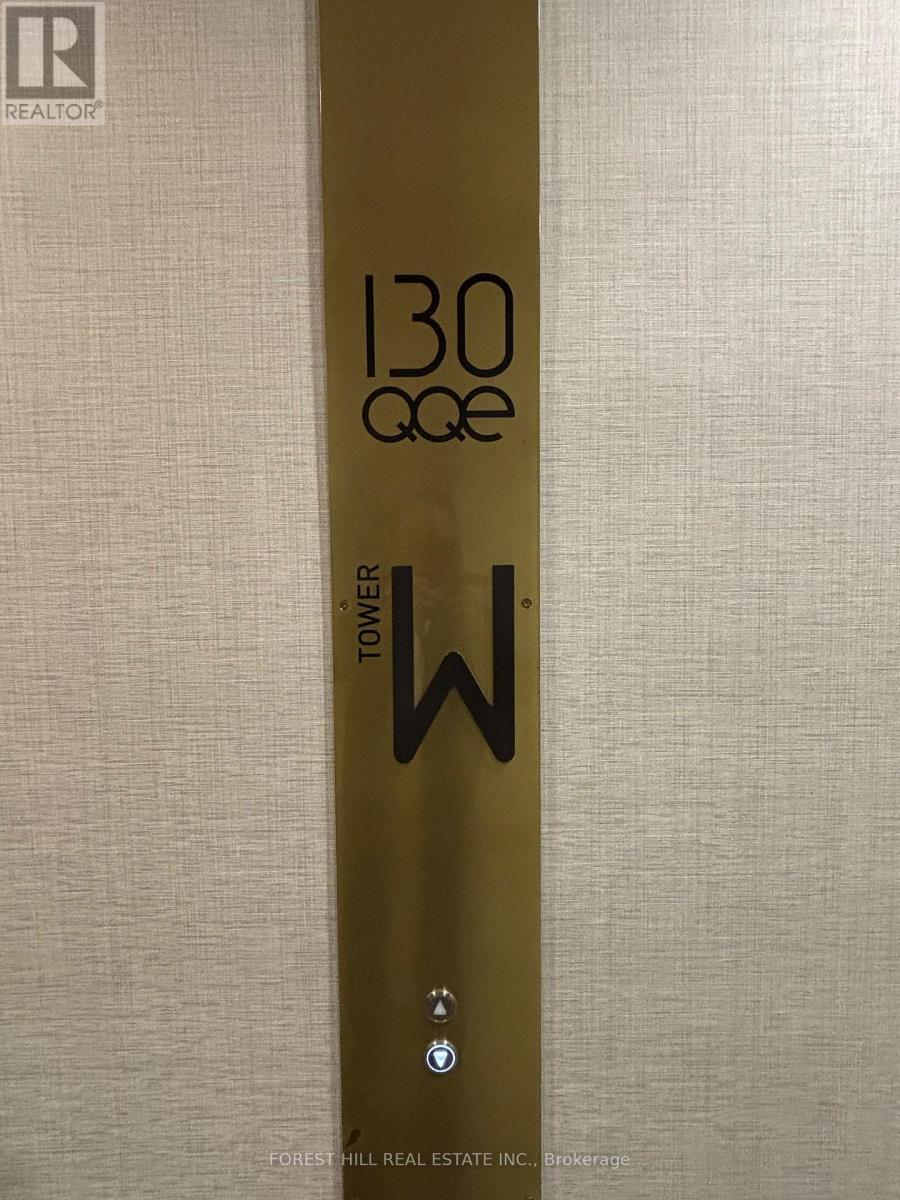 R
REALTOR®
130
QQe
TOWER
W
FOREST HILL REAL ESTATE INC., Brokerage